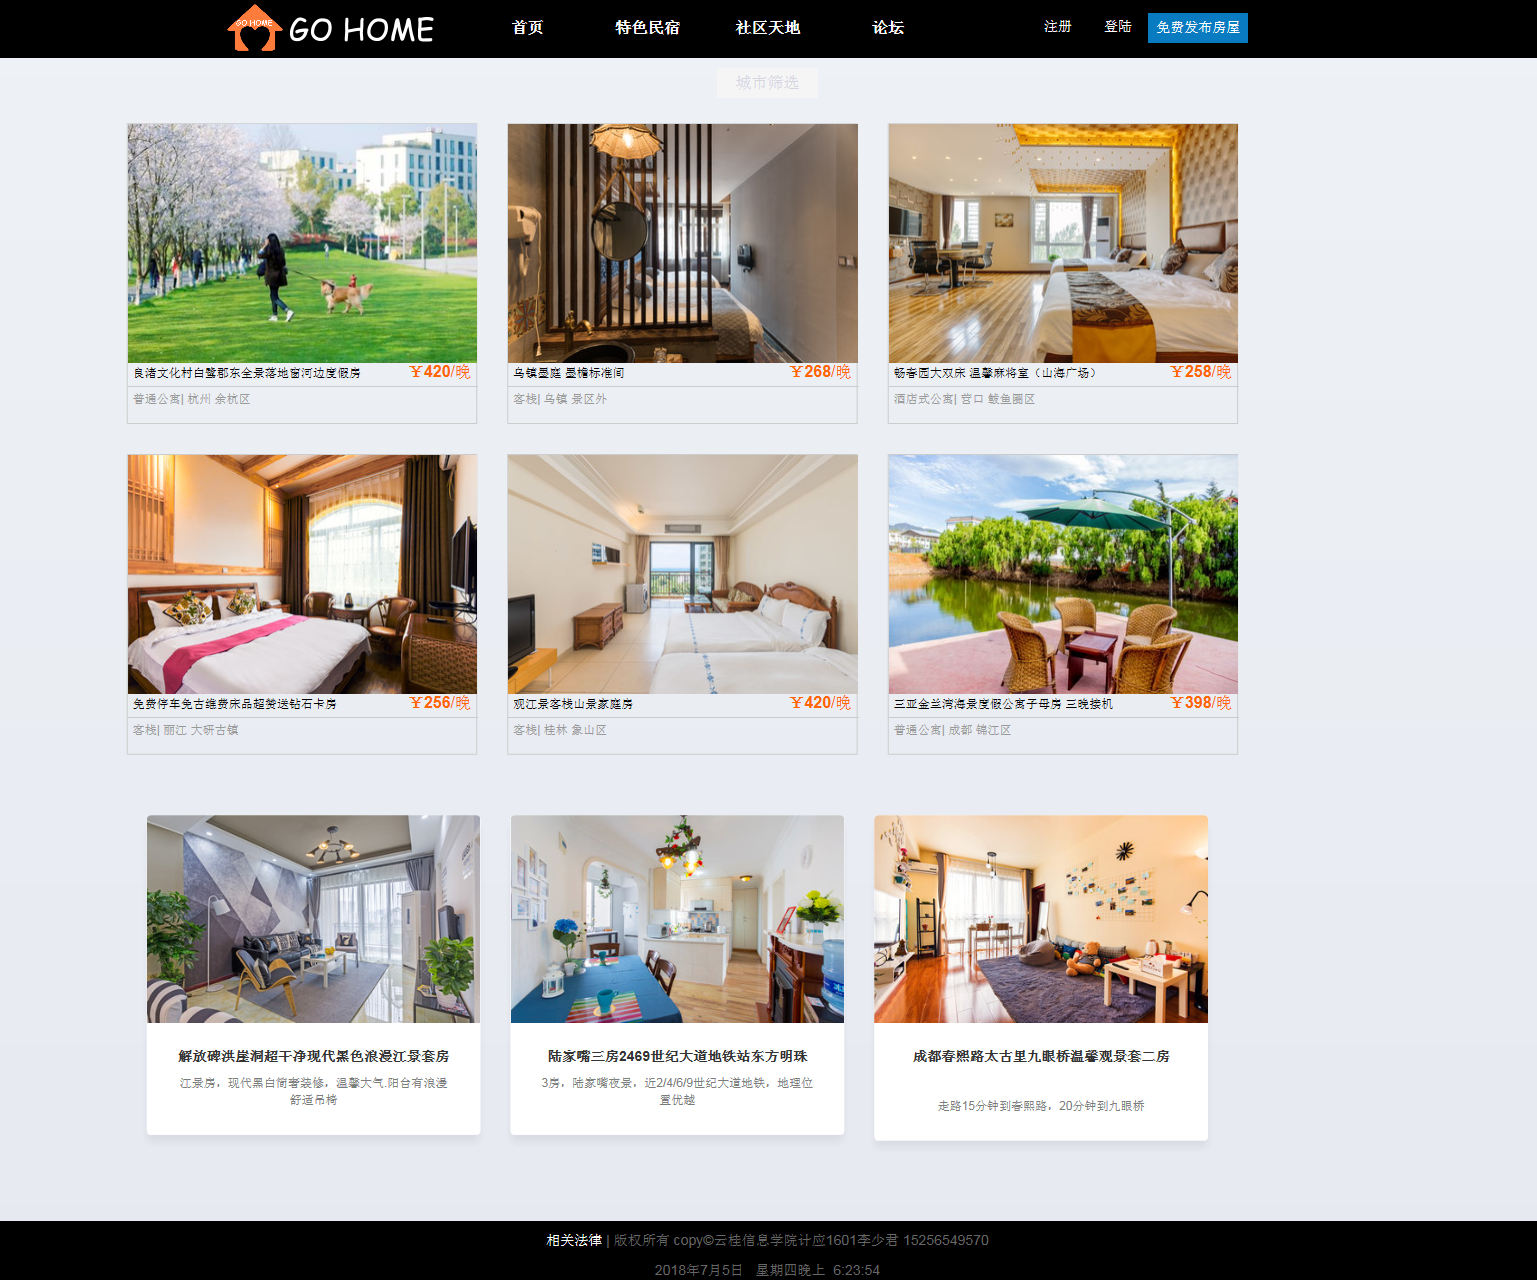 GO HOME GO HOME 首页 特色民宿 社区天地 论坛 注册 登陆 免费发布房屋
城市筛选
良渚文化村白鹭郡东全景落地窗河边度假房 ￥420/晚
普通公寓| 杭州 余杭区
乌镇墨庭 墨檐标准间 ￥268/晚
客栈| 乌镇 景区外
畅春园大双床 温馨麻将室（山海广场） ￥258/晚
酒店式公寓| 营口 鲅鱼圈区
免费停车免古维费床品超赞送钻石卡房 ￥256/晚
客栈| 丽江 大研古镇
观江景客栈山景家庭房 ￥420/晚
客栈| 桂林 象山区
三亚金兰湾海景度假公寓子母房 三晚接机 ￥398/晚
普通公寓| 成都 锦江区
解放碑洪崖洞超干净现代黑色浪漫江景套房
江景房，现代黑白简奢装修，温馨大气.阳台有浪漫
舒适吊椅
陆家嘴三房2469世纪大道地铁站东方明珠
3房，陆家嘴夜景，近2/4/6/9世纪大道地铁，地理位
置优越
成都春熙路太古里九眼桥温馨观景套二房
走路15分钟到春熙路，20分钟到九眼桥
相关法律 | 版权所有 copy©云桂信息学院计应1601李少君 15256549570
2018年7月5日 星期四晚上 6:23:54